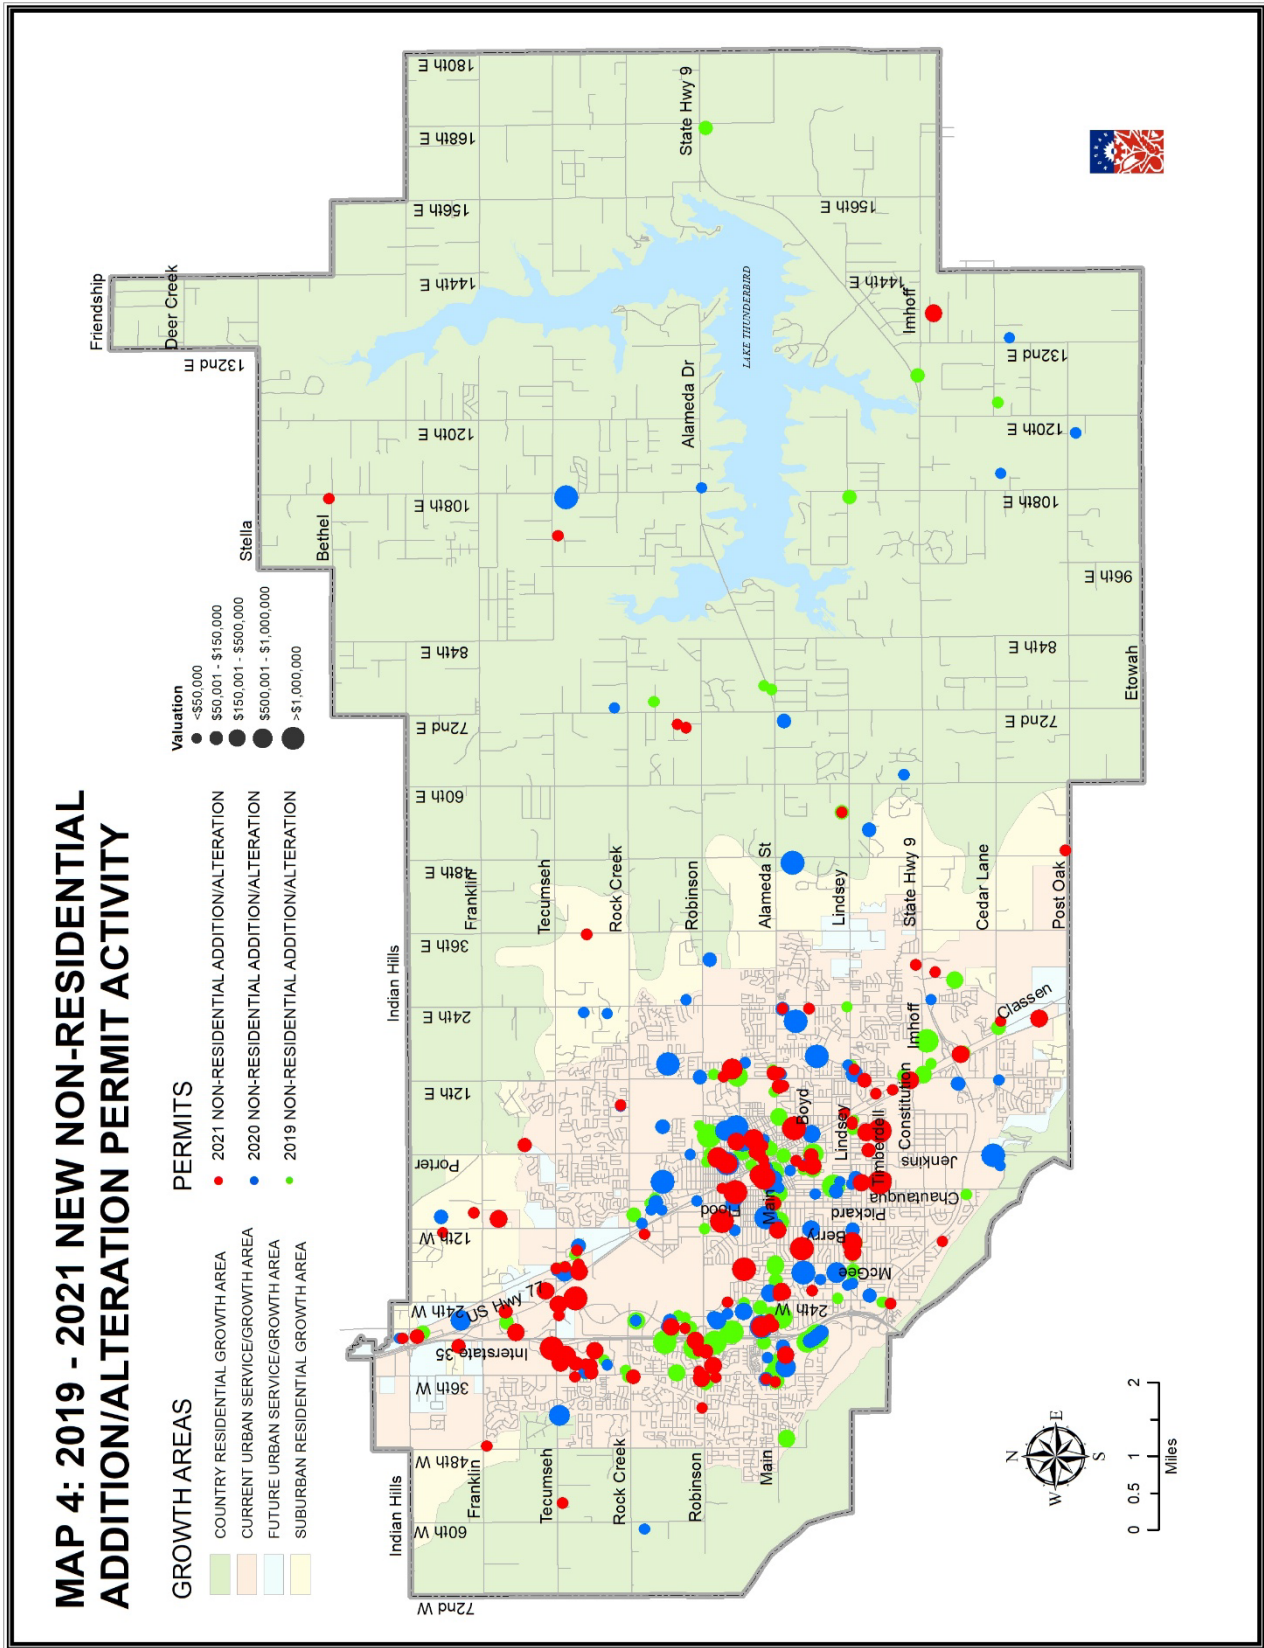 MAP 4: 2019 - 2021 NEW NON-RESIDENTIAL
ADDITION/ALTERATION PERMIT ACTIVITY
GROWTH AREAS
COUNTRY RESIDENTIAL GROWTH AREA
CURRENT URBAN SERVICE/GROWTH AREA
FUTURE URBAN SERVICE/GROWTH AREA
SUBURBAN RESIDENTIAL GROWTH AREA
PERMITS
2021 NON-RESIDENTIAL ADDITION/ALTERATION
2020 NON-RESIDENTIAL ADDITION/ALTERATION
2019 NON-RESIDENTIAL ADDITION/ALTERATION
Valuation
<$50,000
$50,001 - $150,000
$150,001 - $500,000
$500,001 - $1,000,000
>$1,000,000
Friendship
Deer Creek
132nd E
Stella
Bethel
Indian Hills
Indian Hills
72nd W
60th W
48th W
36th W
24th W
12th W
Porter
12th E
24th E
36th E
48th E
60th E
72nd E
84th E
108th E
120th E
144th E
156th E
168th E
180th E
Franklin
Franklin
Interstate 35
US Hwy 77
Tecumseh
Tecumseh
Rock Creek
Rock Creek
Robinson
Robinson
Flood
Alameda Dr
State Hwy 9
LAKE THUNDERBIRD
Main
Main
Alameda St
24th W
Boyd
Berry
McGee
Pickard
Lindsey
Lindsey
Timberdell
Chautauqua
Constitution
Jenkins
Imhoff
State Hwy 9
156th E
144th E
Imhoff
Classen
Cedar Lane
72nd E
84th E
108th E
120th E
132nd E
Post Oak
96th E
Etowah
N
W
E
S
0 0.5 1 2
Miles